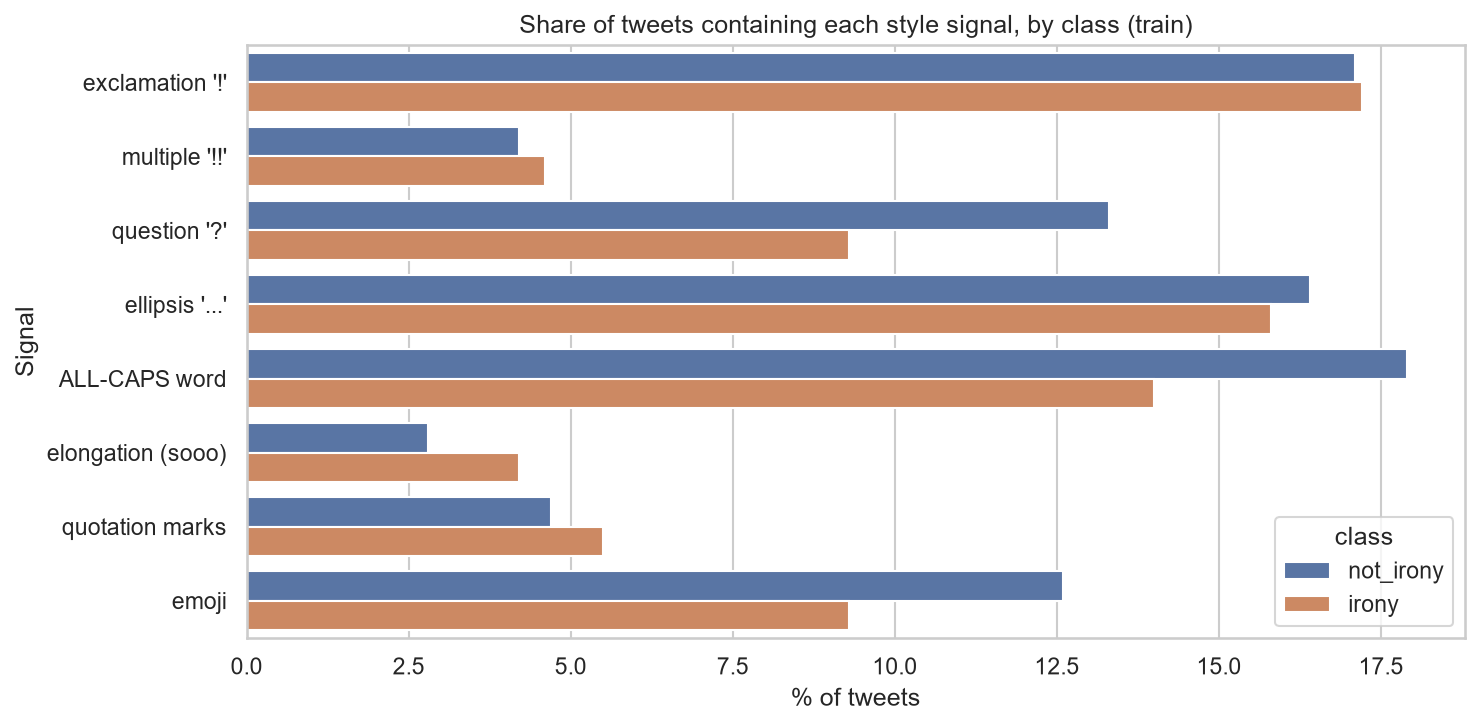 Share of tweets containing each style signal, by class (train)
Signal
exclamation '!'
multiple '!!'
question '?'
ellipsis '...'
ALL-CAPS word
elongation (sooo)
quotation marks
emoji
class
not_irony
irony
0.0 2.5 5.0 7.5 10.0 12.5 15.0 17.5
% of tweets